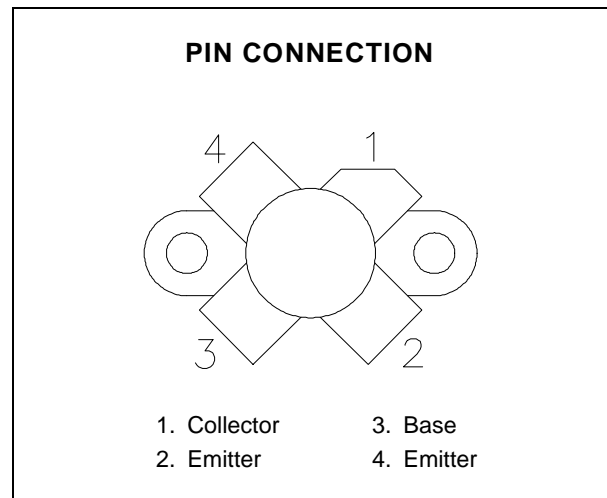 PIN CONNECTION
4 1
3 2
1. Collector 3. Base
2. Emitter 4. Emitter